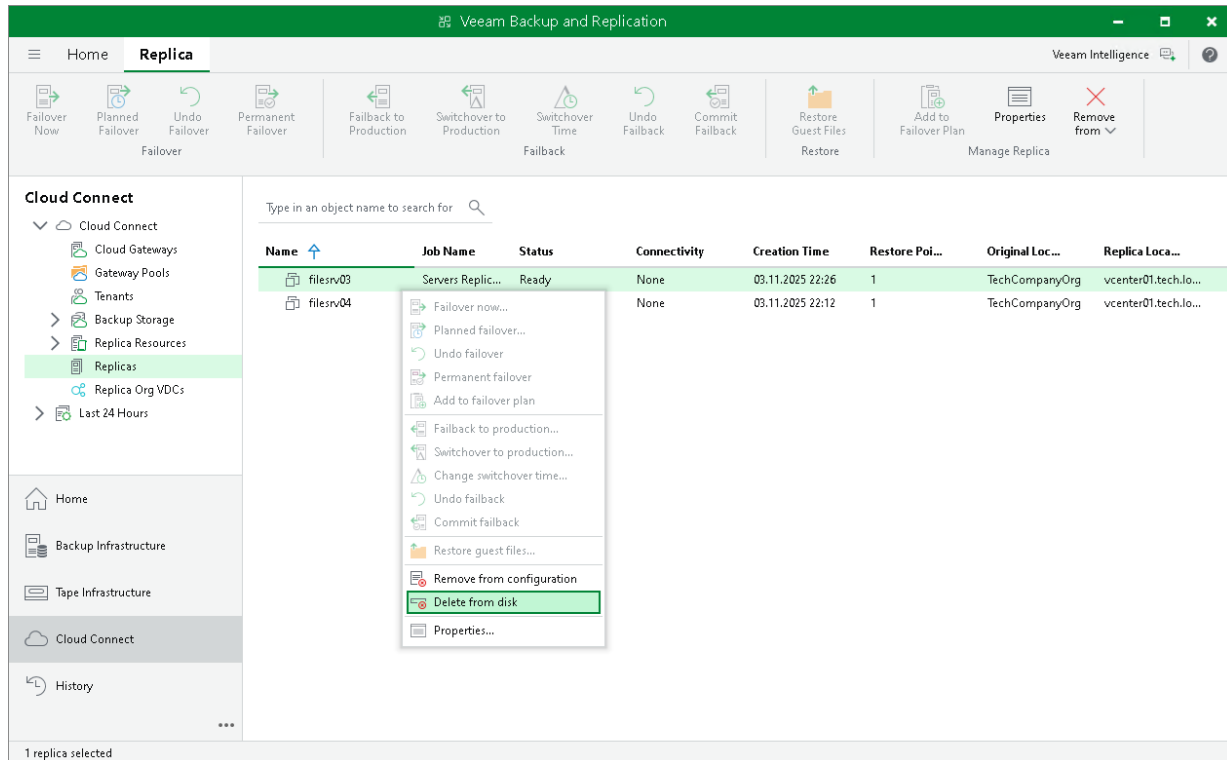 Veeam Backup and Replication
Home Replica Veeam Intelligence
Failover Now Planned Failover Undo Failover Permanent Failover Failback to Production Switchover to Production Switchover Time Undo Failback Commit Failback Restore Guest Files Add to Failover Plan Properties Remove from
Failover Failback Restore Manage Replica
Cloud Connect
Cloud Connect
Cloud Gateways
Gateway Pools
Tenants
Backup Storage
Replica Resources
Replicas
Replica Org VDCs
Last 24 Hours
Home
Backup Infrastructure
Tape Infrastructure
Cloud Connect
History
Type in an object name to search for
Name Job Name Status Connectivity Creation Time Restore Poi... Original Loc... Replica Loca...
filesrv03 Servers Replic... Ready None 03.11.2025 22:26 1 TechCompanyOrg vcenter01.tech.lo...
filesrv04 None 03.11.2025 22:12 1 TechCompanyOrg vcenter01.tech.lo...
Failover now...
Planned failover...
Undo failover
Permanent failover
Add to failover plan
Failback to production...
Switchover to production...
Change switchover time...
Undo failback
Commit failback
Restore guest files...
Remove from configuration
Delete from disk
Properties...
1 replica selected